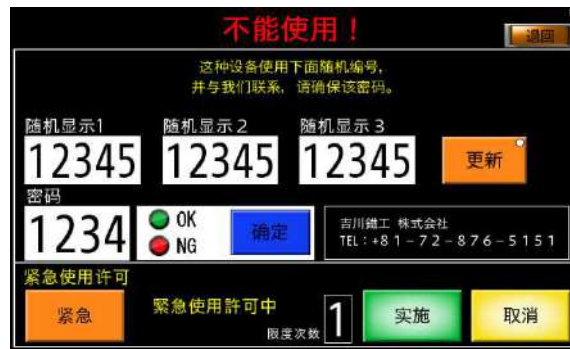 不能使用！
退回
这种设备使用下面随机编号，
并与我们联系，请确保该密码。
随机显示1 随机显示2 随机显示3
12345 12345 12345 更新
密码
1234 OK NG 确定
吉川鐵工 株式会社
TEL：+81-72-876-5151
紧急使用许可
紧急 緊急使用許可中 限度次数 1 实施 取消